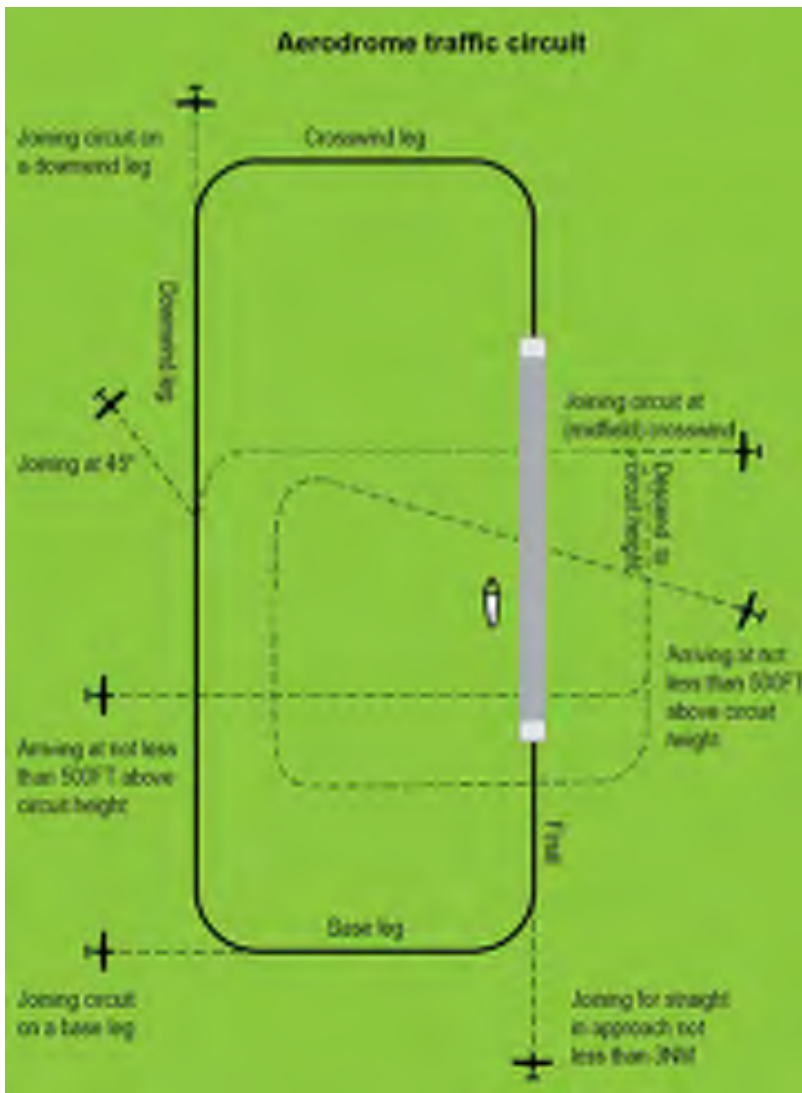 Aerodrome traffic circuit
Joining circuit on
a downwind leg
Crosswind leg
Downwind leg
Joining circuit at
(midfield) crosswind
Joining at 45°
Descend to
circuit height
Arriving at not
less than 500FT
above circuit
height
Arriving at not less
than 500FT above
circuit height
Final
Base leg
Joining circuit
on a base leg
Joining for straight
in approach not
less than 3NM